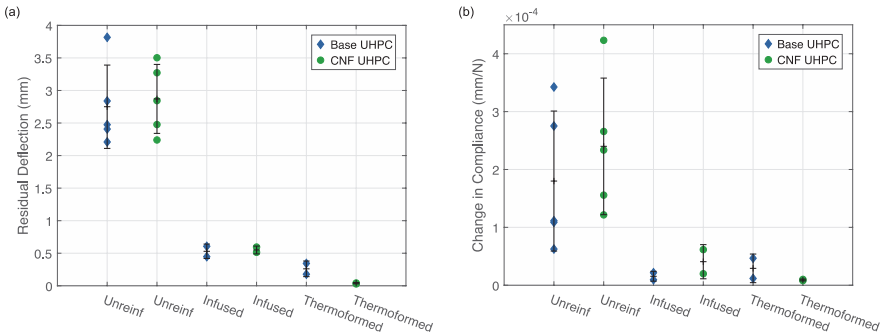 (a)
Residual Deflection (mm)
4
3.5
3
2.5
2
1.5
1
0.5
0
Base UHPC
CNF UHPC
Unreinf
Unreinf
Infused
Infused
Thermoformed
Thermoformed
(b)
Change in Compliance (mm/N)
×10⁻⁴
4
2
0
Base UHPC
CNF UHPC
Unreinf
Unreinf
Infused
Infused
Thermoformed
Thermoformed